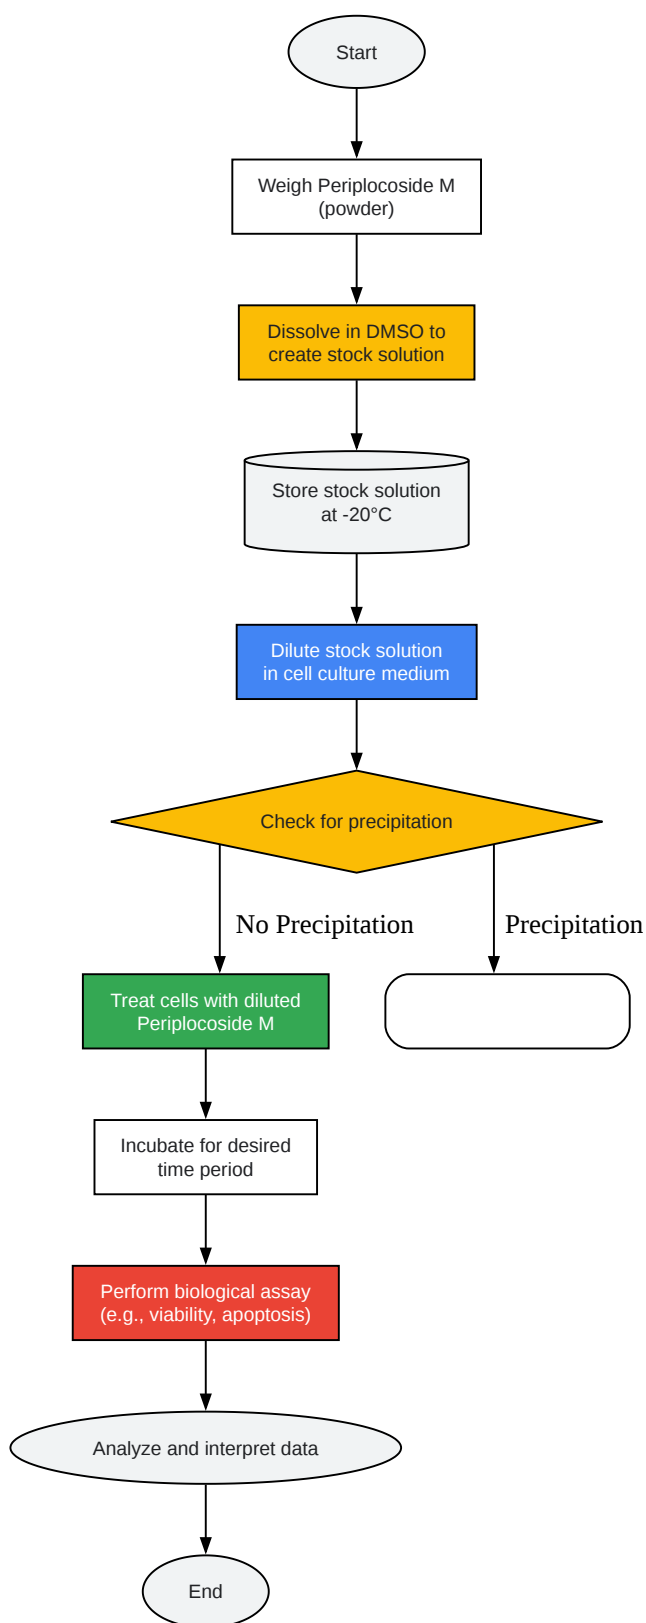 Start
Weigh Periplocoside M
(powder)
Dissolve in DMSO to
create stock solution
Store stock solution
at -20°C
Dilute stock solution
in cell culture medium
Check for precipitation
No Precipitation
Precipitation
Treat cells with diluted
Periplocoside M
Incubate for desired
time period
Perform biological assay
(e.g., viability, apoptosis)
Analyze and interpret data
End